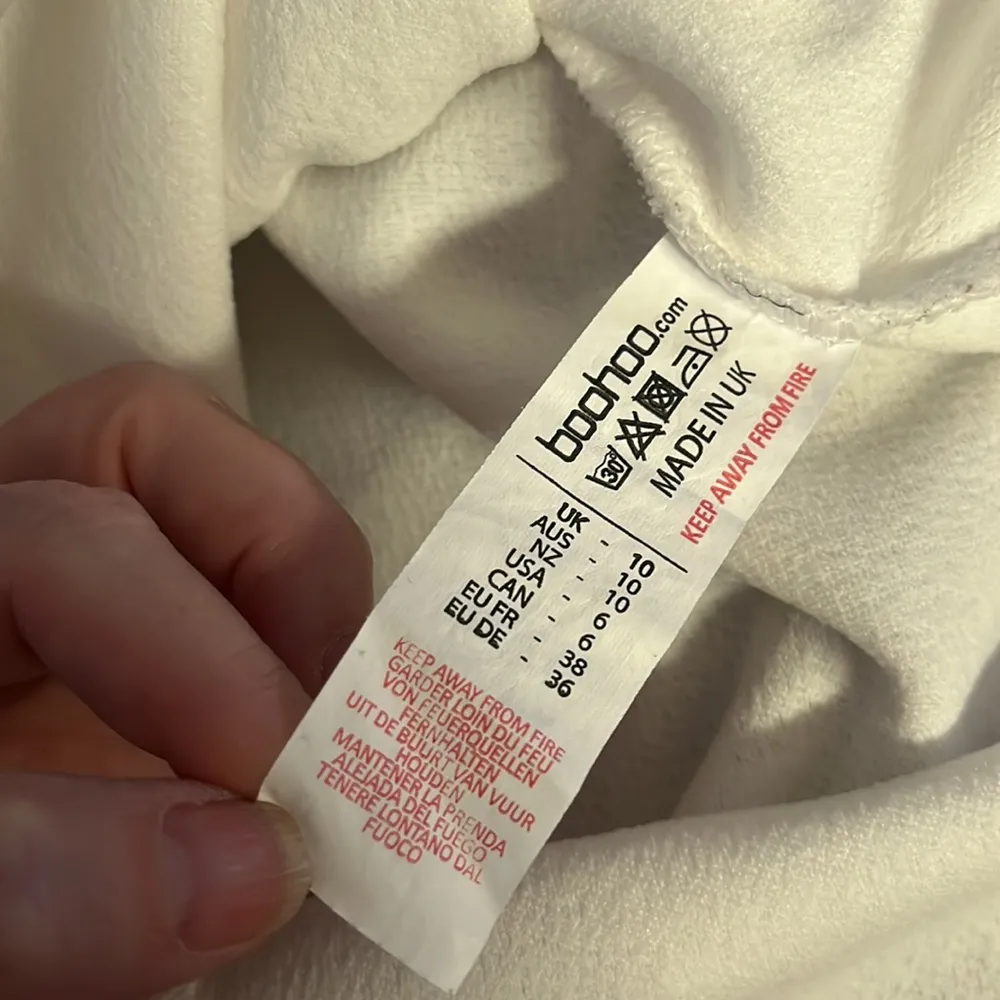 boohoo.com
30°
MADE IN UK
KEEP AWAY FROM FIRE
UK - 10
AUS - 10
NZ - 10
USA - 6
CAN - 6
EU FR - 38
EU DE - 36
KEEP AWAY FROM FIRE
GARDER LOIN DU FEU
VON FEUERQUELLEN
FERNHALTEN
UIT DE BUURT VAN VUUR
HOUDEN
MANTENER LA PRENDA
ALEJADA DEL FUEGO
TENERE LONTANO DAL
FUOCO